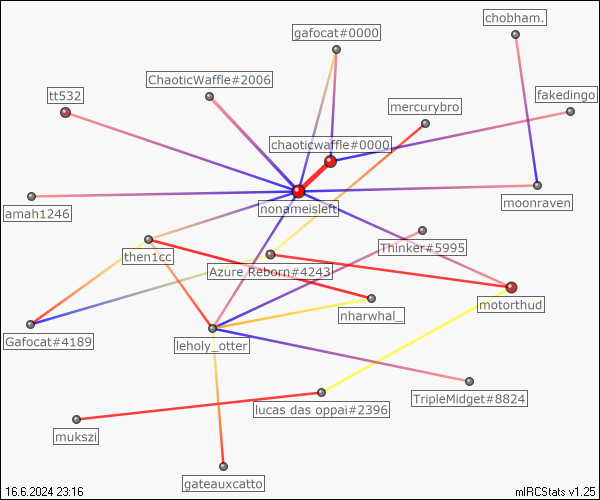 chobham.
gafocat#0000
ChaoticWaffle#2006
tt532
fakedingo
mercurybro
chaoticwaffle#0000
nonameisleft
moonraven
amah1246
Thinker#5995
then1cc
Azure Reborn#4243
motorthud
nharwhal_
Gafocat#4189
leholy_otter
TripleMidget#8824
lucas das oppai#2396
mukszi
gateauxcatto
16.6.2024 23:16
mIRCStats v1.25